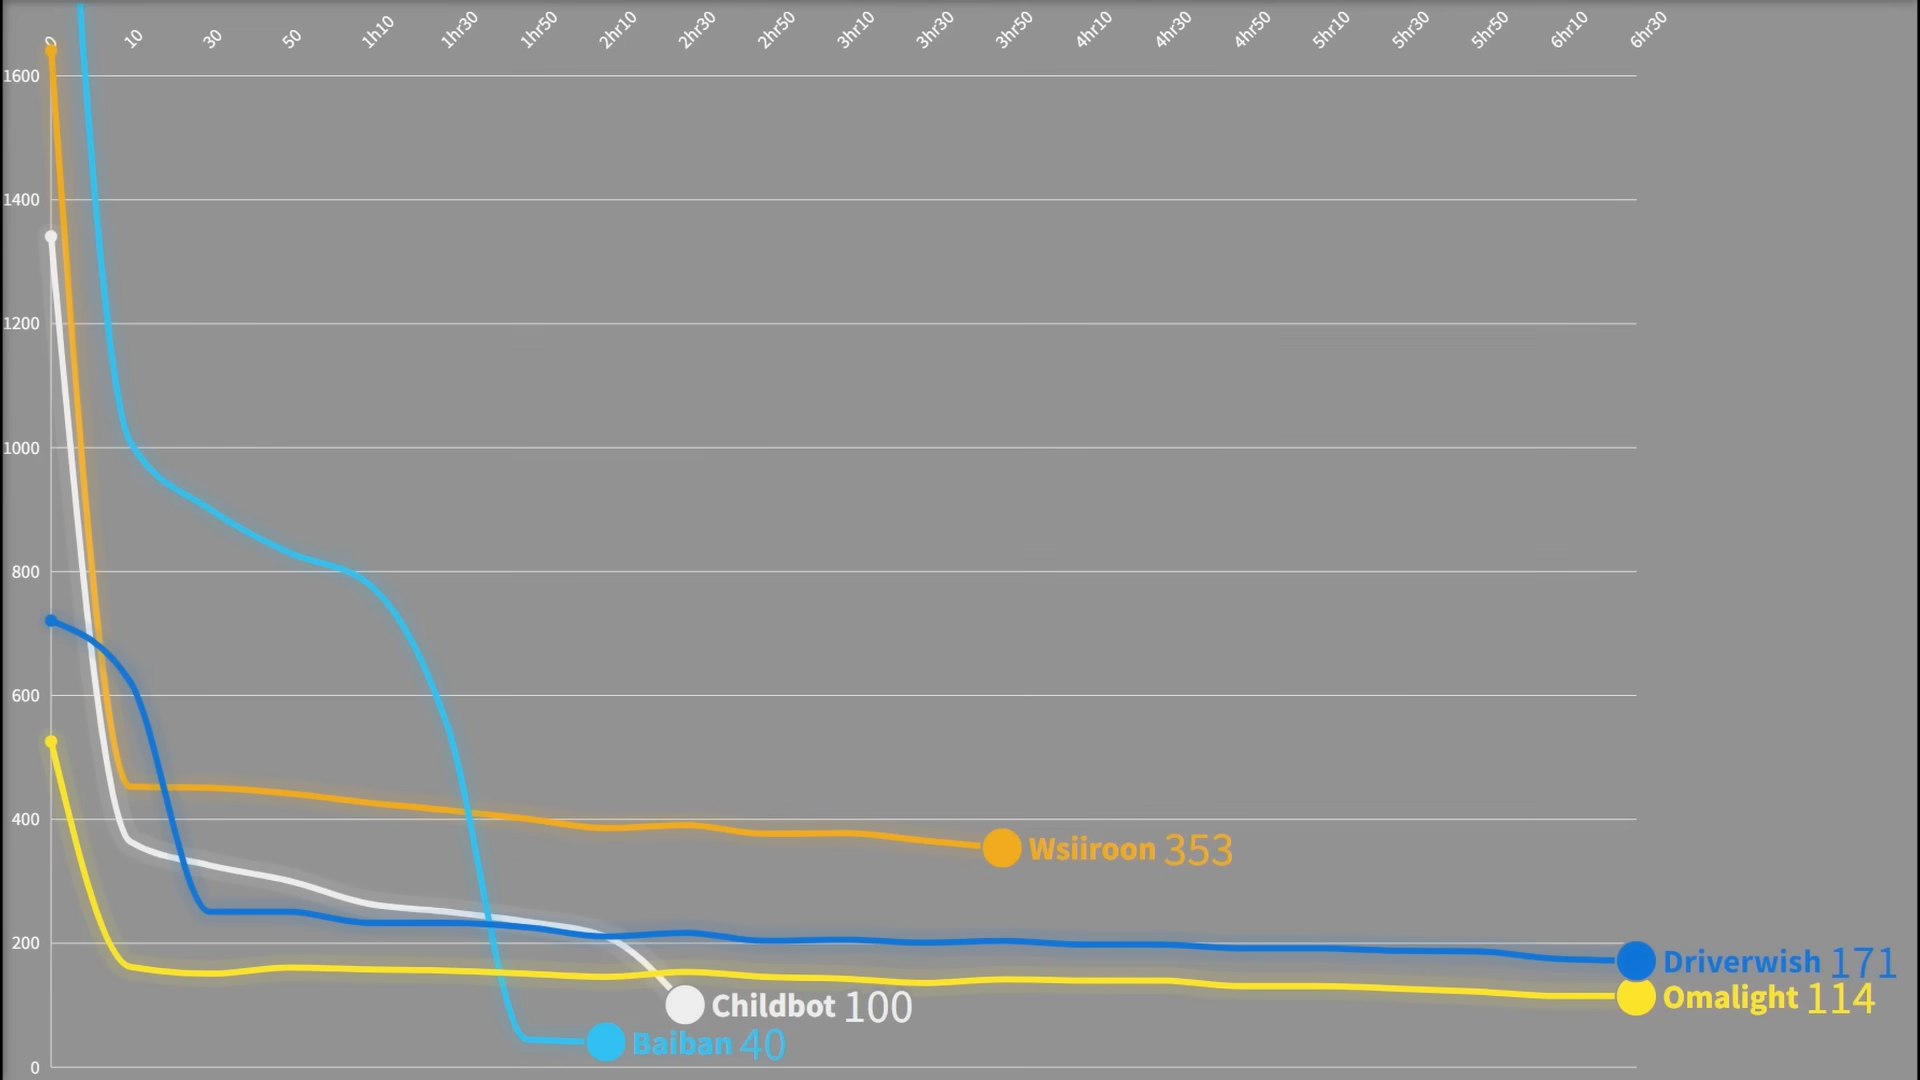 0 10 30 50 1h10 1hr30 1hr50 2hr10 2hr30 2hr50 3hr10 3hr30 3hr50 4hr10 4hr30 4hr50 5hr10 5hr30 5hr50 6hr10 6hr30
1600
1400
1200
1000
800
600
400
Wsiiroon 353
200
Driverwish 171
Omalight 114
Childbot 100
Baiban 40
0